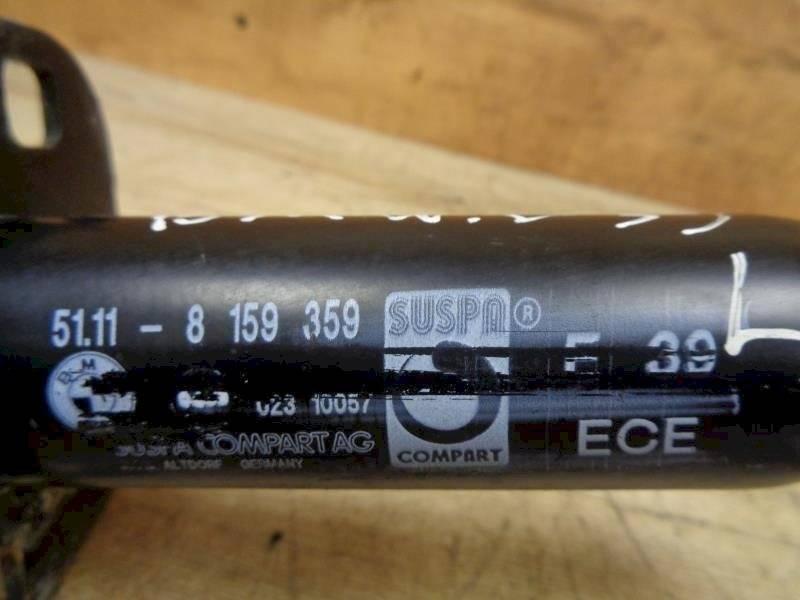 51.11 - 8 159 359
023 10057
SUSPA COMPART AG
ALTDORF GERMANY
SUSPA®
S
COMPART
E 39
ECE